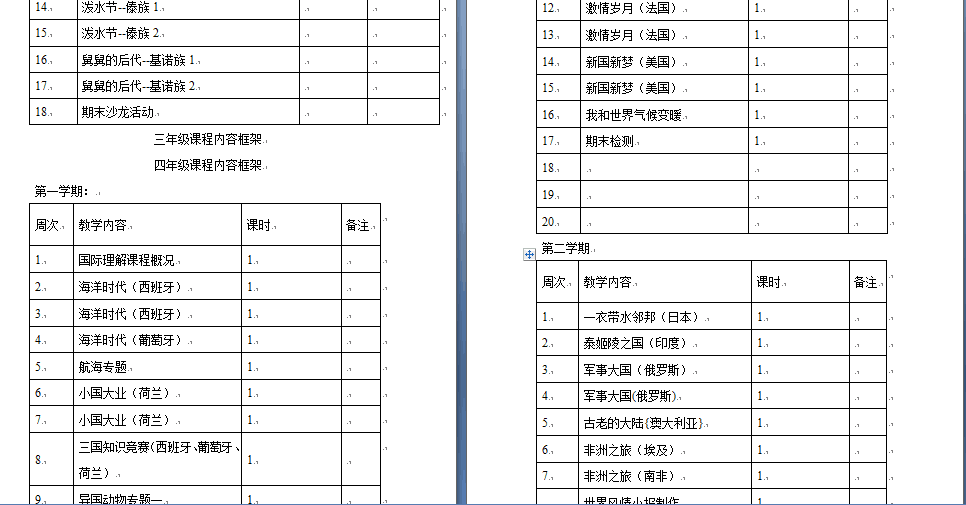 14. 泼水节--傣族 1.
15. 泼水节--傣族 2.
16. 舅舅的后代--基诺族 1.
17. 舅舅的后代--基诺族 2.
18. 期末沙龙活动.
三年级课程内容框架
四年级课程内容框架
第一学期：
周次 教学内容 课时 备注
1. 国际理解课程概况 1.
2. 海洋时代（西班牙） 1.
3. 海洋时代（西班牙） 1.
4. 海洋时代（葡萄牙） 1.
5. 航海专题 1.
6. 小国大业（荷兰） 1.
7. 小国大业（荷兰） 1.
8. 三国知识竞赛（西班牙、葡萄牙、 1.
荷兰）
9. 异国动物专题一 1.
12. 激情岁月（法国） 1.
13. 激情岁月（法国） 1.
14. 新国新梦（美国） 1.
15. 新国新梦（美国） 1.
16. 我和世界气候变暖 1.
17. 期末检测 1.
18.
19.
20.
第二学期
周次 教学内容 课时 备注
1. 一衣带水邻邦（日本） 1.
2. 泰姬陵之国（印度） 1.
3. 军事大国（俄罗斯） 1.
4. 军事大国(俄罗斯) 1.
5. 古老的大陆{澳大利亚} 1.
6. 非洲之旅（埃及） 1.
7. 非洲之旅（南非） 1.
世界风情小报制作 1